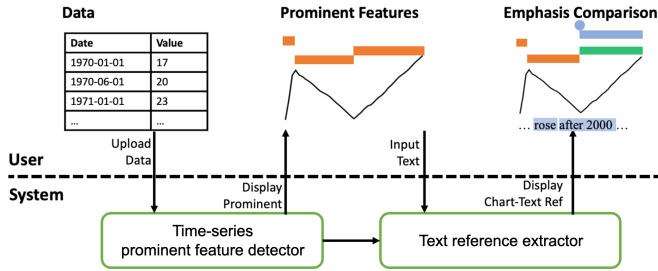 Data
Prominent Features
Emphasis Comparison
Date Value
1970-01-01 17
1970-06-01 20
1971-01-01 23
... ...
... rose after 2000 ...
Upload
Data
Input
Text
User
System
Display
Prominent
Display
Chart-Text Ref
Time-series
prominent feature detector
Text reference extractor